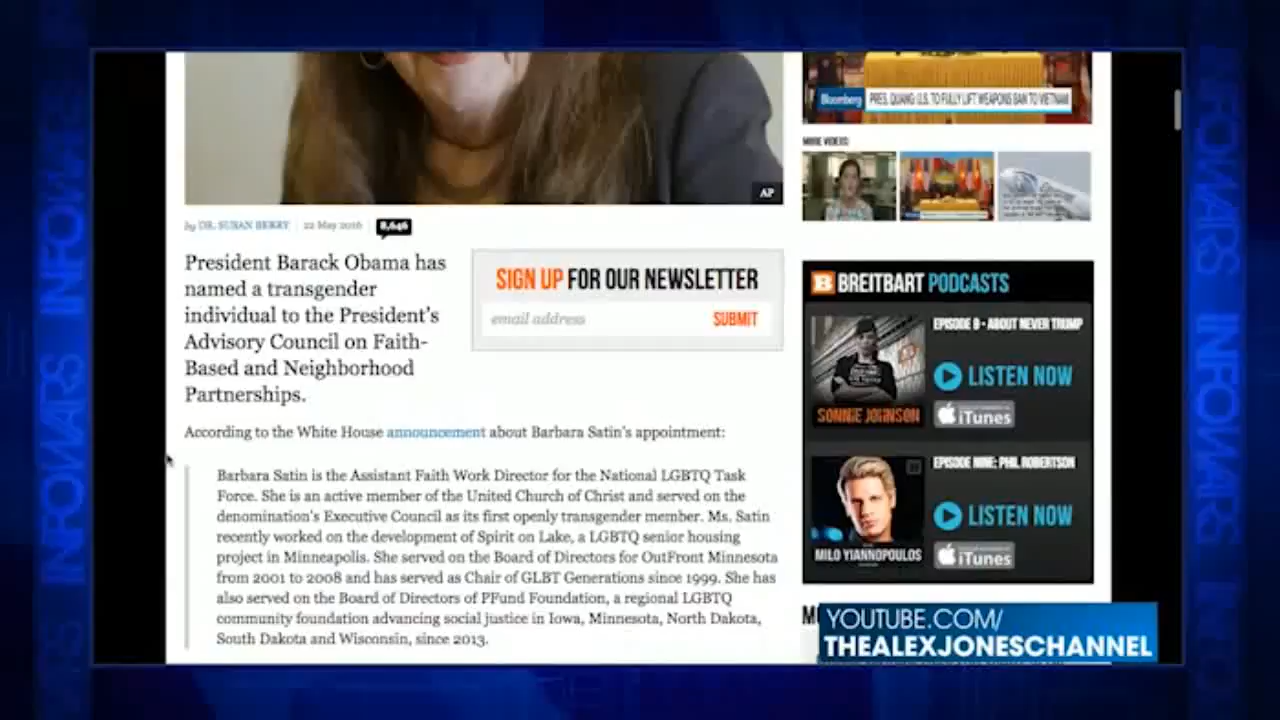 Bloomberg
PRES. QUANG: U.S. TO FULLY LIFT WEAPONS BAN TO VIETNAM
MORE VIDEOS:
AP
by DR. SUSAN BERRY | 22 May 2016 | 8,646
President Barack Obama has
named a transgender
individual to the President's
Advisory Council on Faith-
Based and Neighborhood
Partnerships.
SIGN UP FOR OUR NEWSLETTER
email address
SUBMIT
According to the White House announcement about Barbara Satin's appointment:
Barbara Satin is the Assistant Faith Work Director for the National LGBTQ Task
Force. She is an active member of the United Church of Christ and served on the
denomination's Executive Council as its first openly transgender member. Ms. Satin
recently worked on the development of Spirit on Lake, a LGBTQ senior housing
project in Minneapolis. She served on the Board of Directors for OutFront Minnesota
from 2001 to 2008 and has served as Chair of GLBT Generations since 1999. She has
also served on the Board of Directors of PFund Foundation, a regional LGBTQ
community foundation advancing social justice in Iowa, Minnesota, North Dakota,
South Dakota and Wisconsin, since 2013.
B BREITBART PODCASTS
EPISODE 9 - ABOUT NEVER TRUMP
LISTEN NOW
iTunes
SONNIE JOHNSON
EPISODE NINE: PHIL ROBERTSON
LISTEN NOW
iTunes
MILO YIANNOPOULOS
YOUTUBE.COM/
THEALEXJONESCHANNEL
INFOWARS
INFOWARS